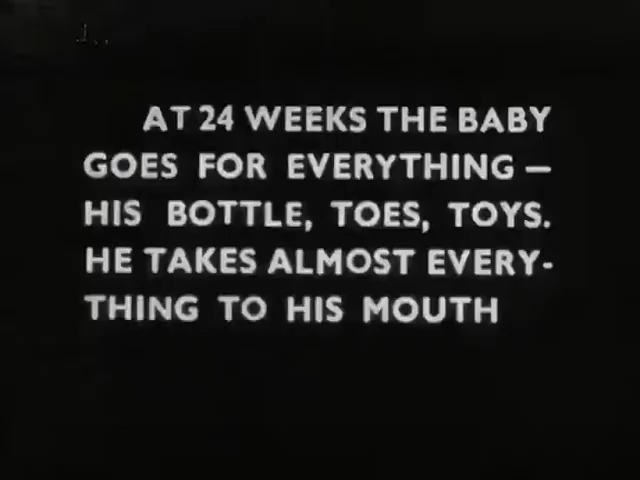 AT 24 WEEKS THE BABY
GOES FOR EVERYTHING —
HIS BOTTLE, TOES, TOYS.
HE TAKES ALMOST EVERY-
THING TO HIS MOUTH